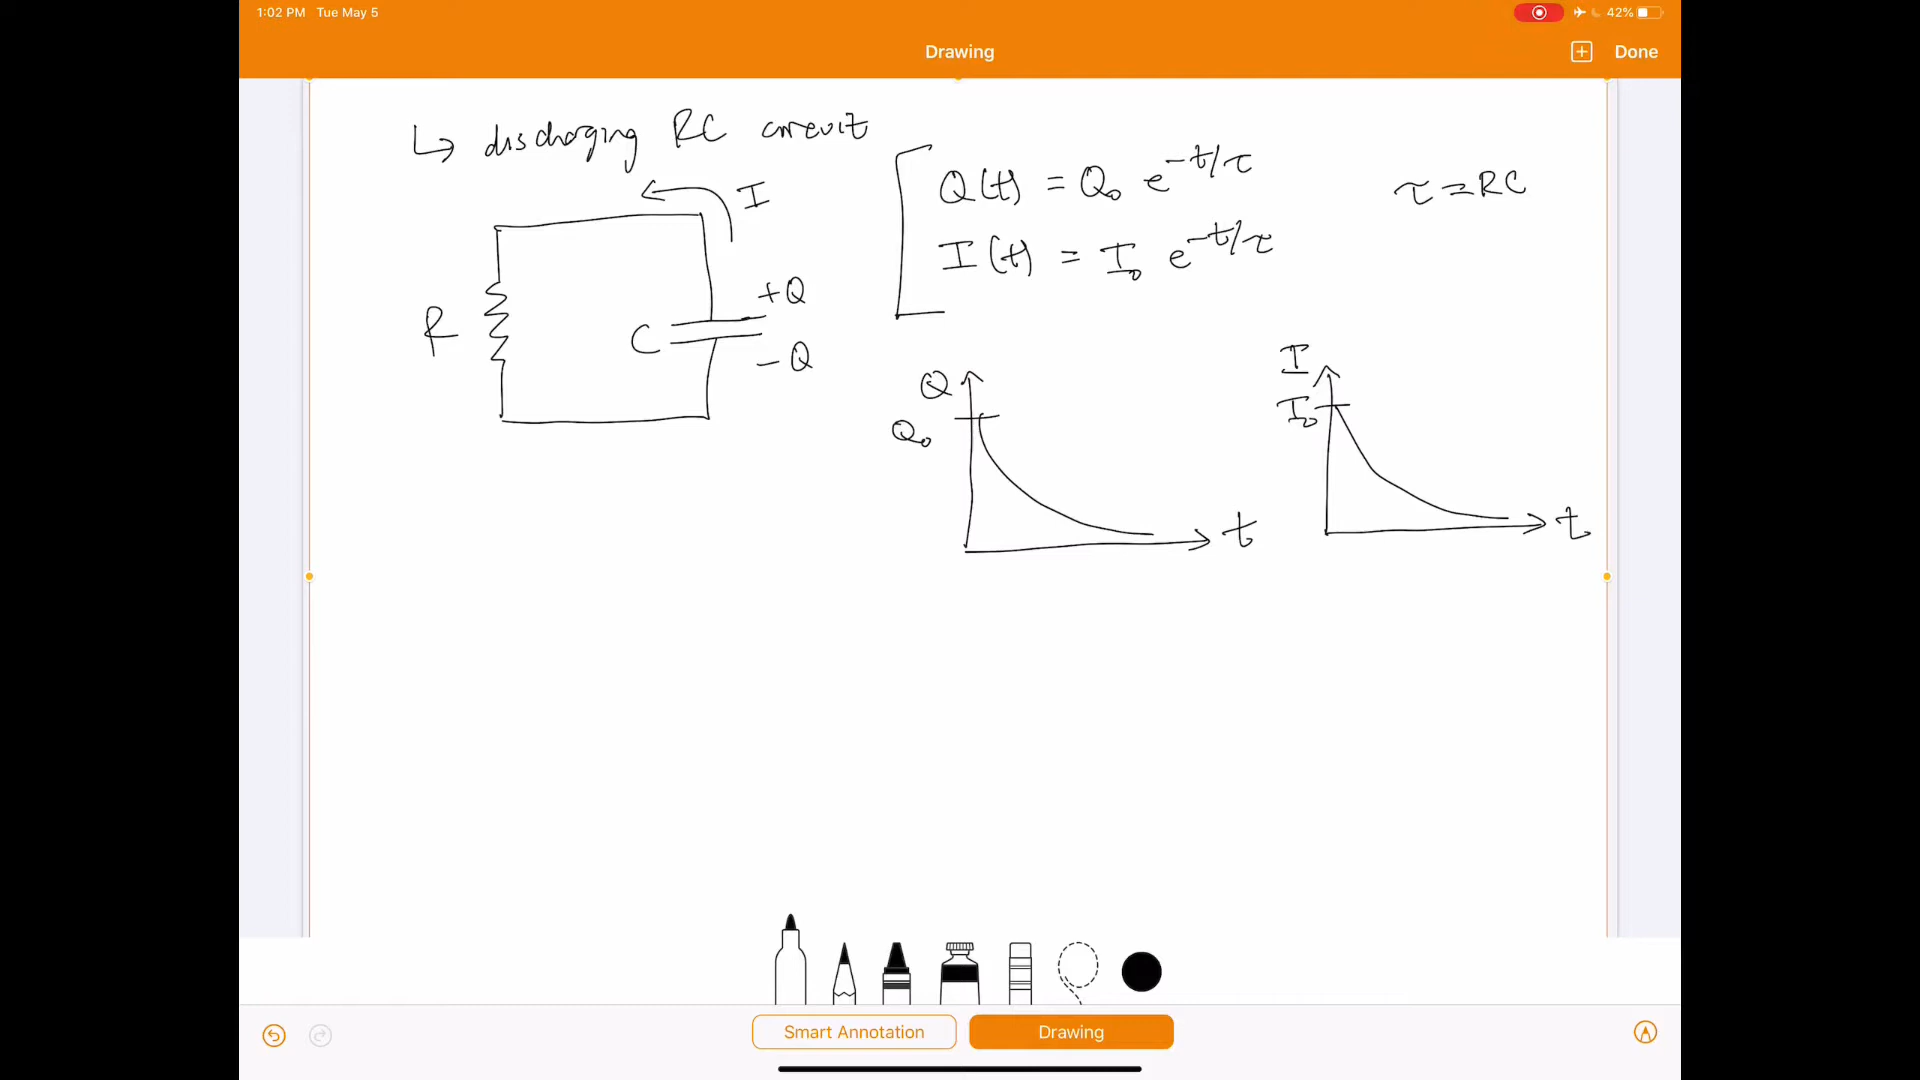 1:02 PM Tue May 5
42%
Drawing
Done
↳ discharging RC circuit
I
R
C
+Q
−Q
Q(t) = Q₀ e^{−t/τ}
τ = RC
I(t) = I₀ e^{−t/τ}
Q
Q₀
t
I
I₀
t
Smart Annotation
Drawing